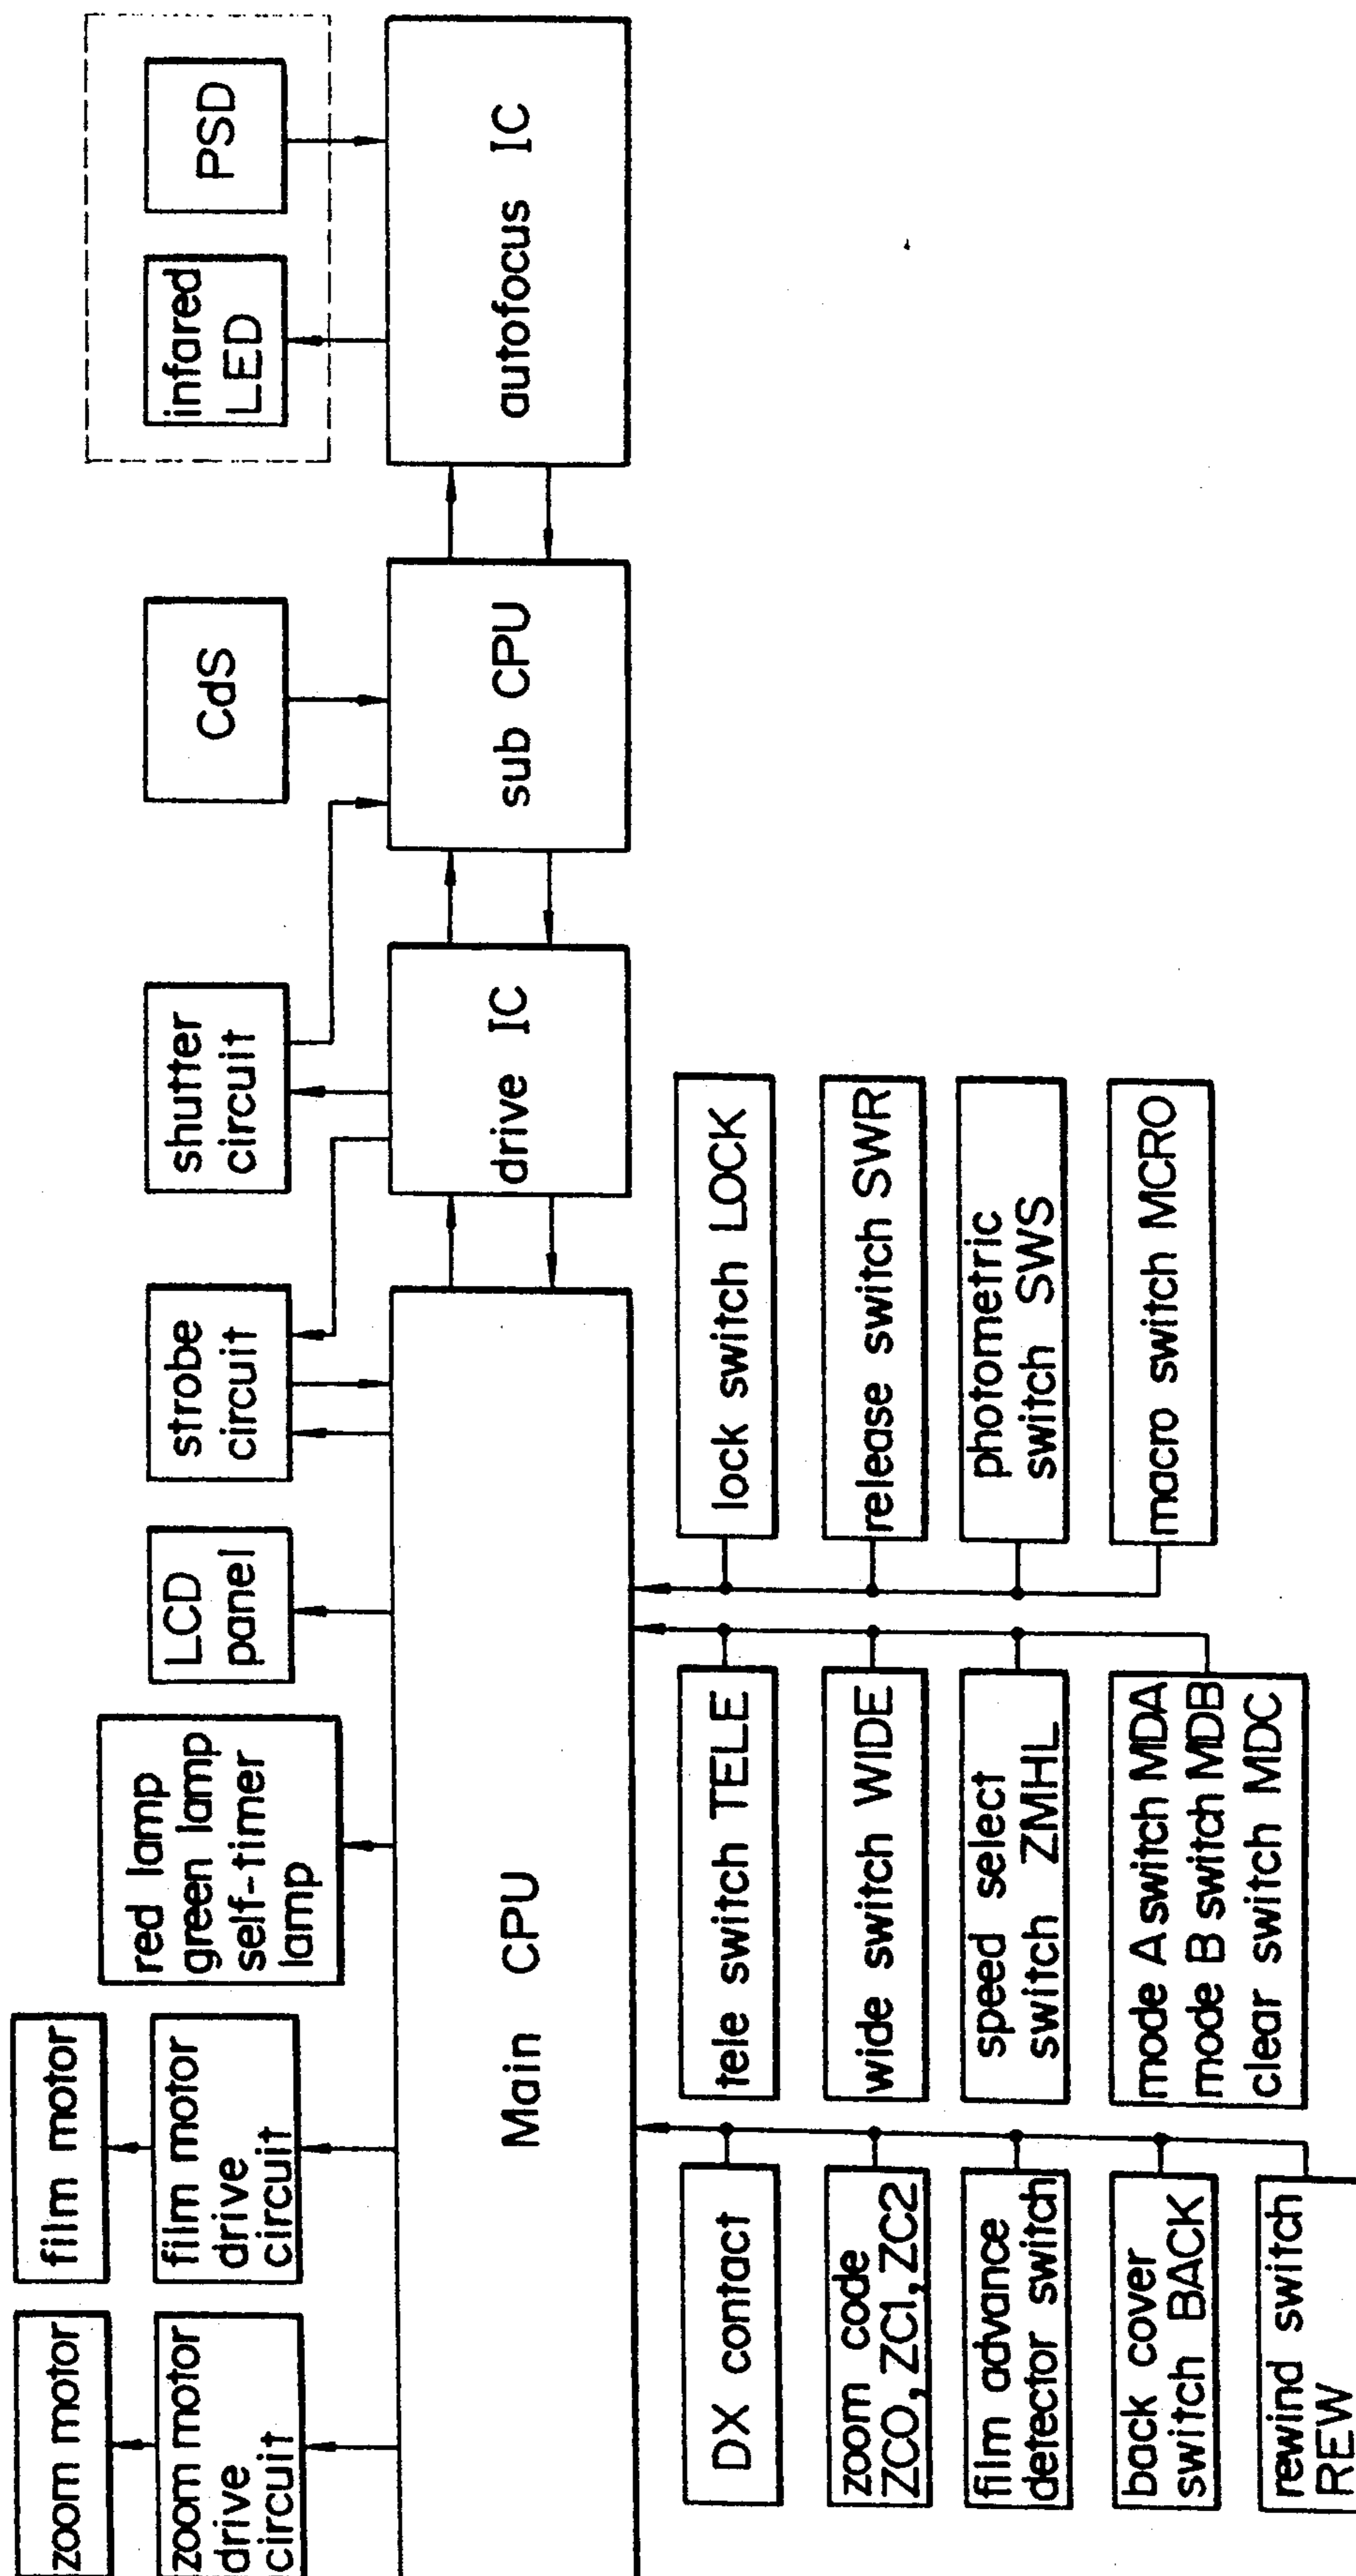 zoom motor
film motor
zoom motor
drive
circuit
film motor
drive
circuit
red lamp
green lamp
self-timer
lamp
LCD
panel
strobe
circuit
shutter
circuit
CdS
infared
LED
PSD
Main CPU
drive IC
sub CPU
autofocus IC
DX contact
zoom code
ZC0, ZC1, ZC2
film advance
detector switch
back cover
switch BACK
rewind switch
REW
tele switch TELE
wide switch WIDE
speed select
switch ZMHL
mode A switch MDA
mode B switch MDB
clear switch MDC
lock switch LOCK
release switch SWR
photometric
switch SWS
macro switch MCRO